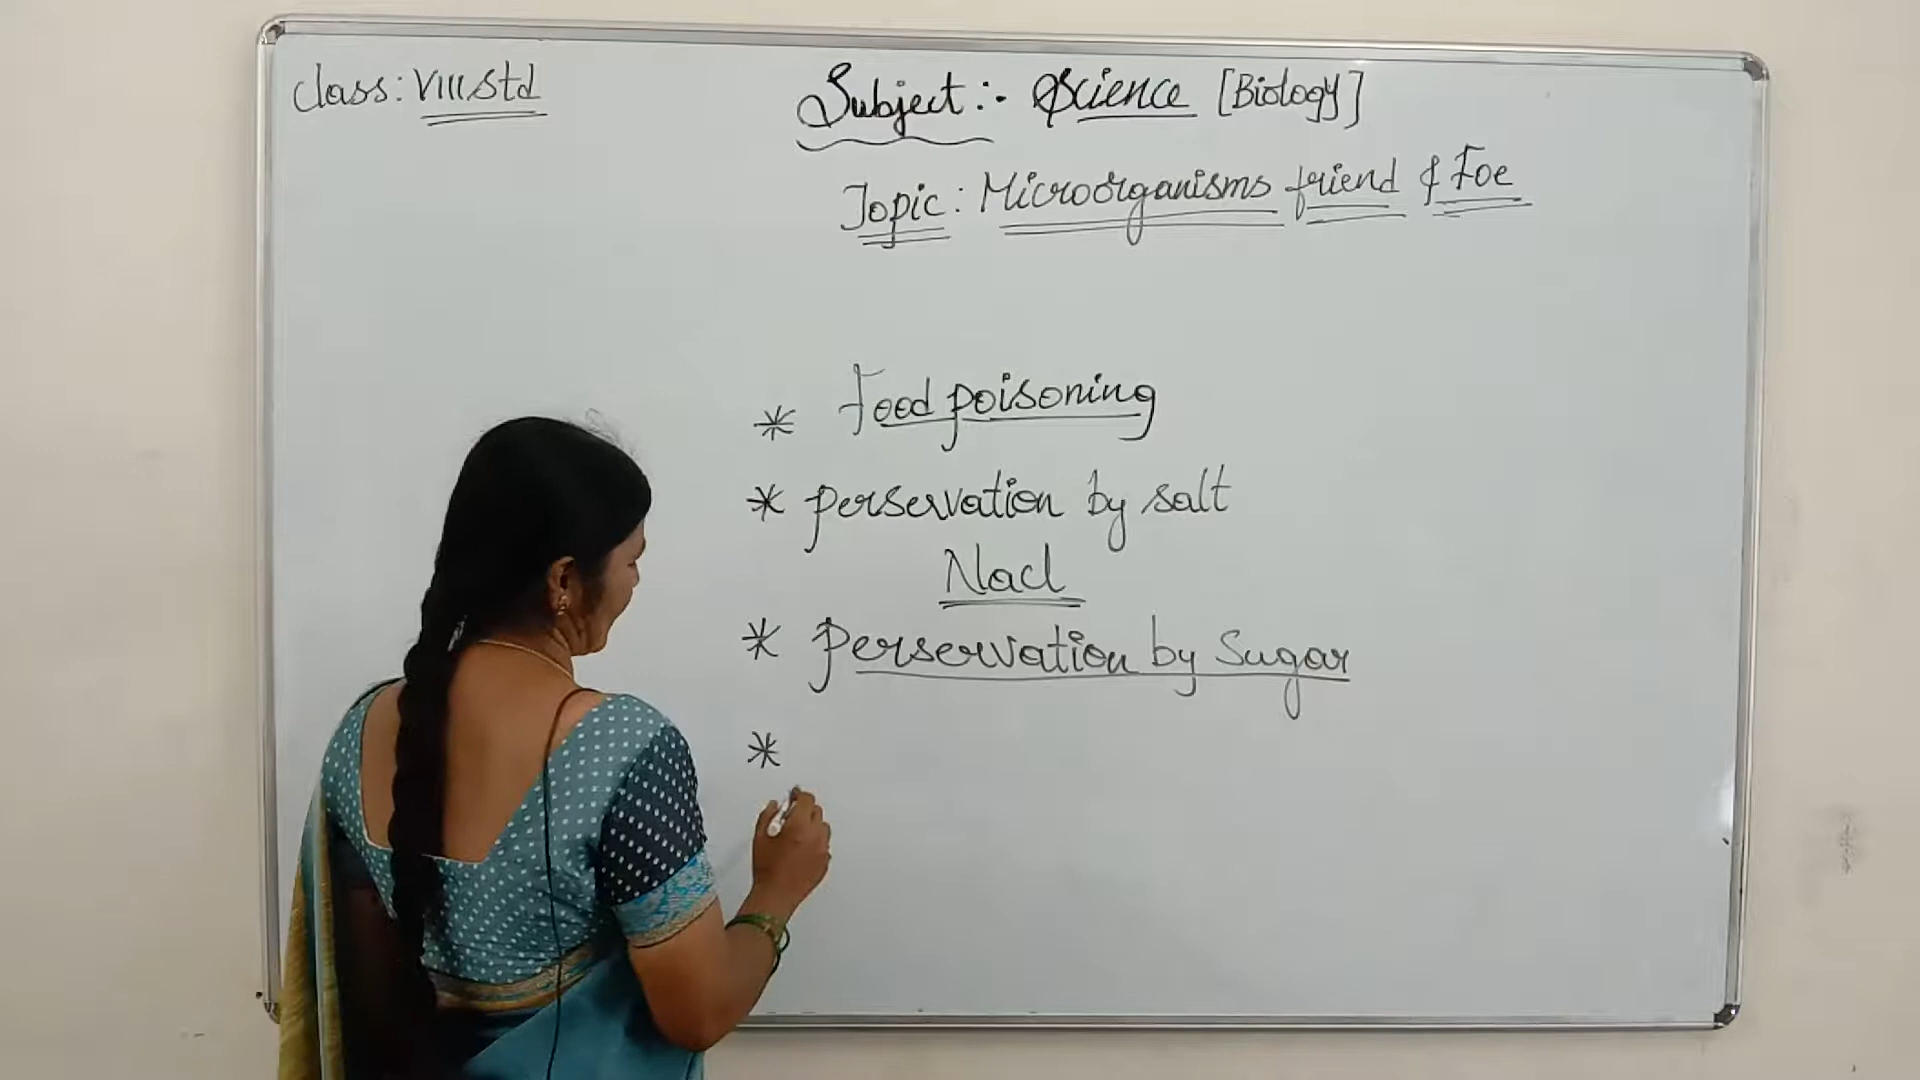 Class: VIII Std
Subject:- Science [Biology]
Topic: Microorganisms friend & Foe
* Food poisoning
* perservation by salt
Nacl
* Perservation by Sugar
*